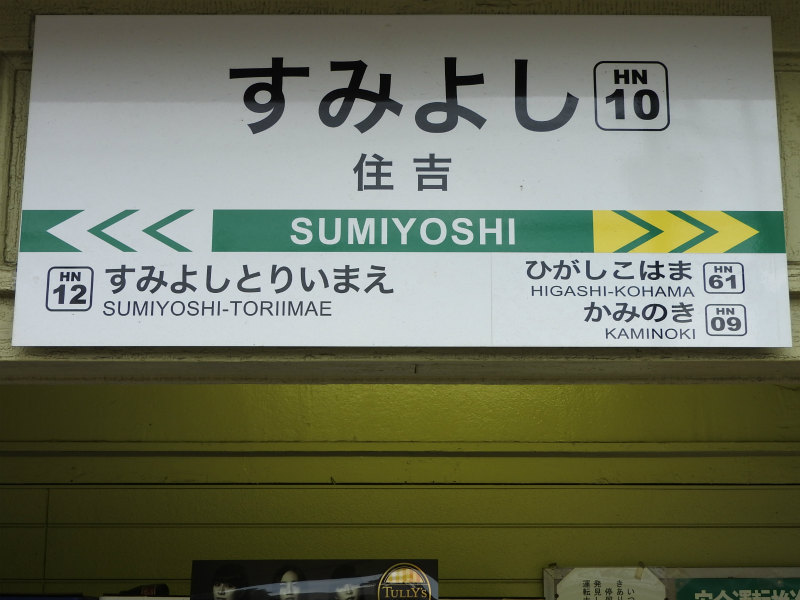 すみよし HN 10
住吉
SUMIYOSHI
HN 12 すみよしとりいまえ
SUMIYOSHI-TORIIMAE
ひがしこはま HN 61
HIGASHI-KOHAMA
かみのき HN 09
KAMINOKI
TULLY'S